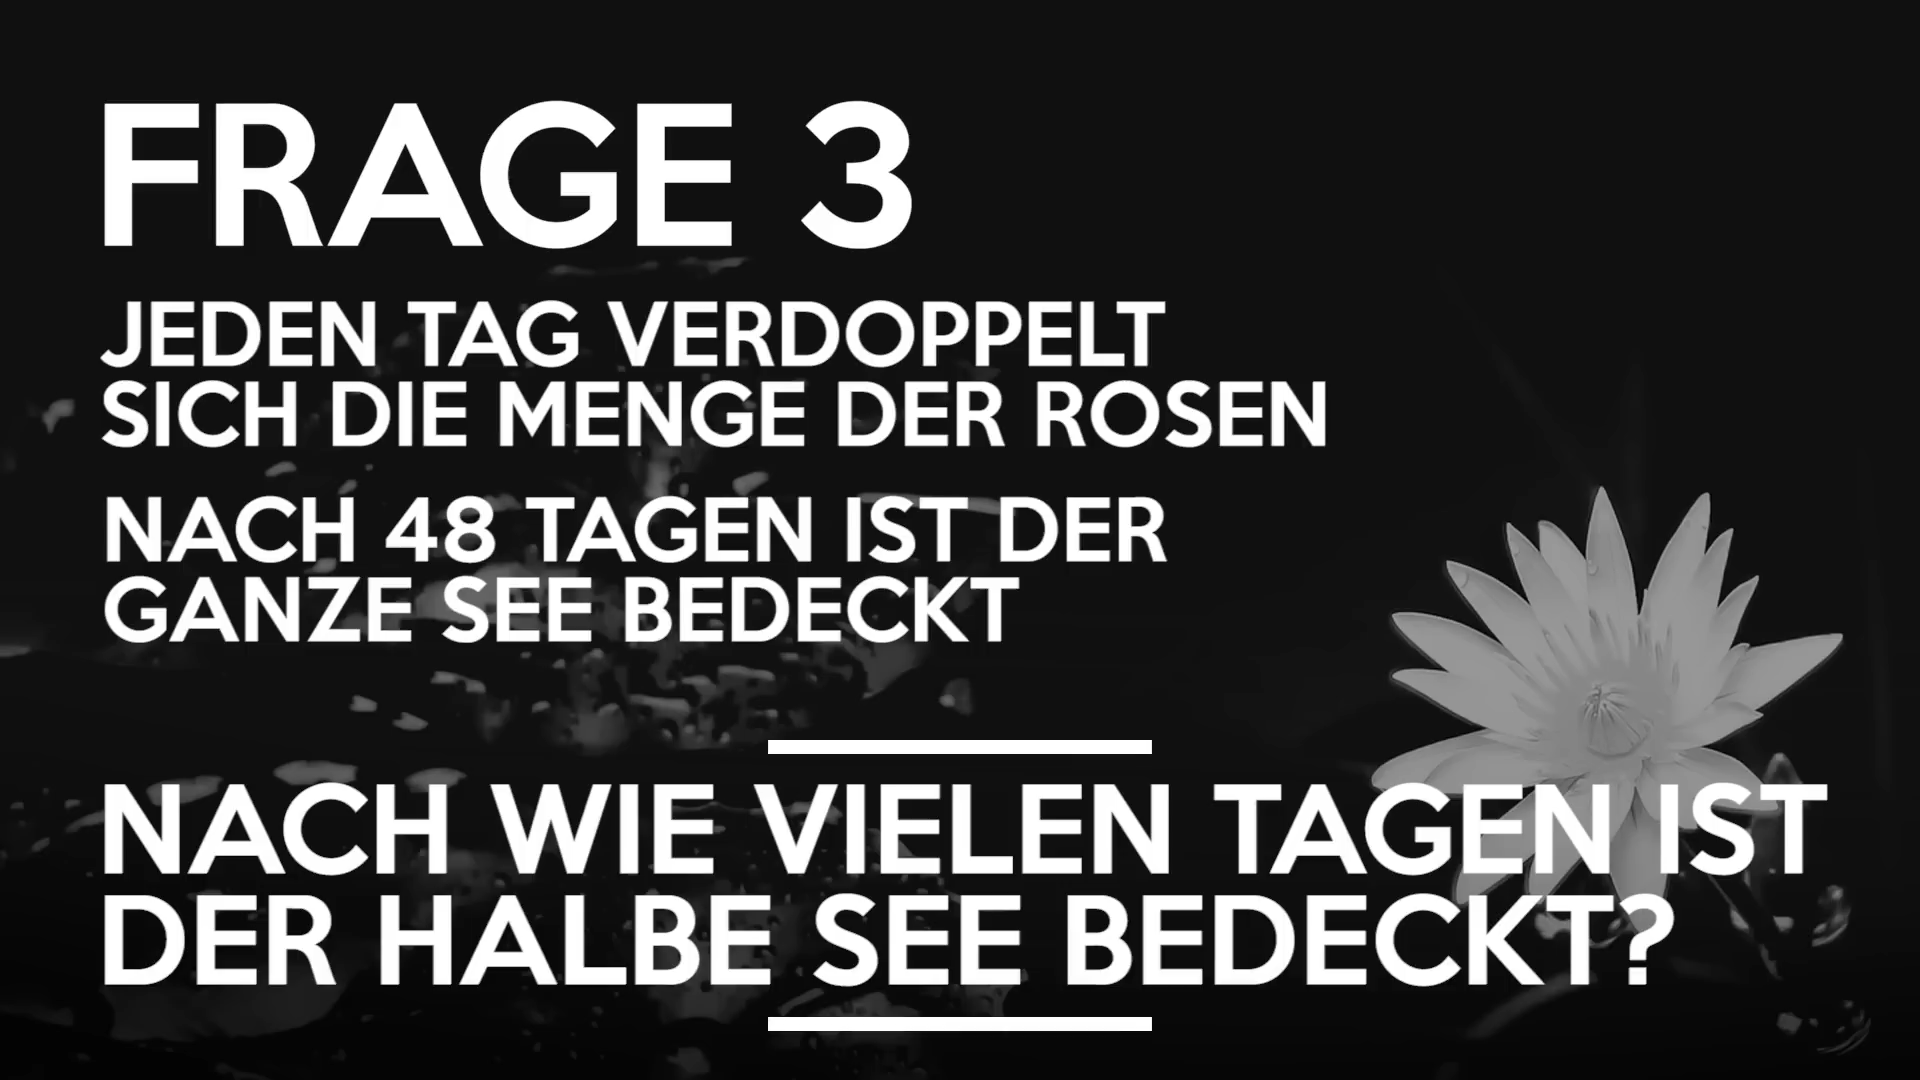 FRAGE 3
JEDEN TAG VERDOPPELT
SICH DIE MENGE DER ROSEN
NACH 48 TAGEN IST DER
GANZE SEE BEDECKT
NACH WIE VIELEN TAGEN IST
DER HALBE SEE BEDECKT?